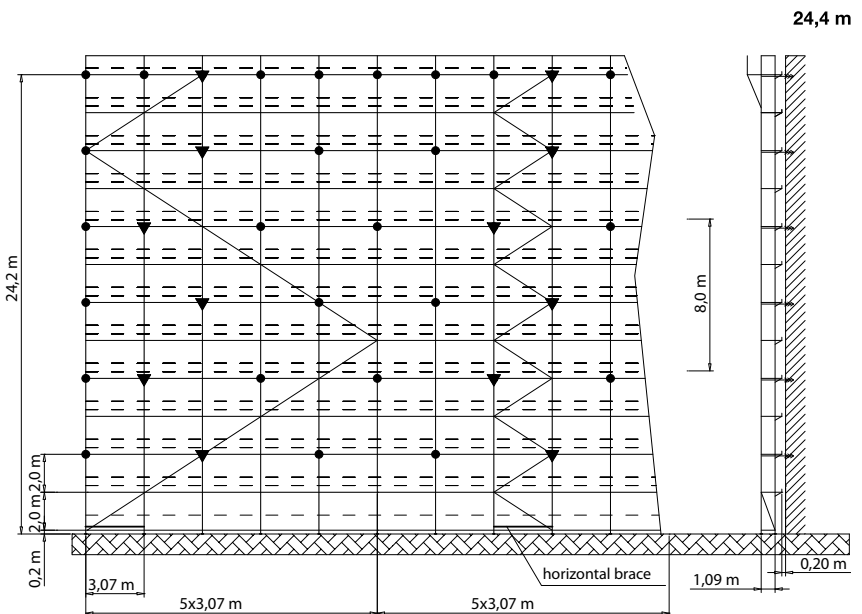 24,4 m
24,2 m
8,0 m
2,0 m
2,0 m
0,2 m
3,07 m
horizontal brace
1,09 m
0,20 m
5x3,07 m
5x3,07 m